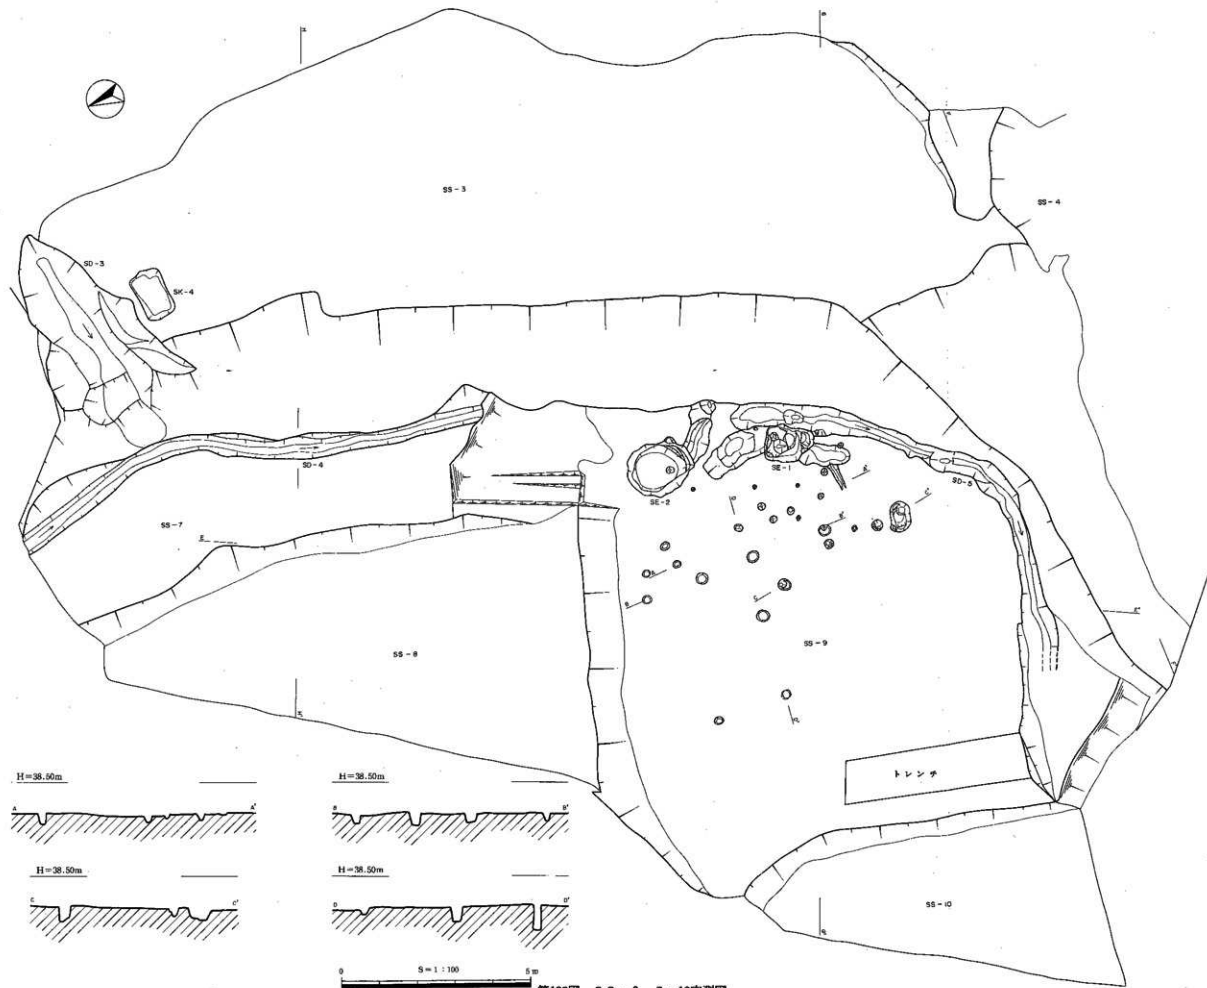 SS-3
SS-4
SD-3
SK-4
SD-4
SE-1
SE-2
SD-5
SS-7
SS-9
SS-8
トレンチ
SS-10
H=38.50m
A A'
H=38.50m
B B'
H=38.50m
C C'
H=38.50m
D D'
0 S=1:100 5m